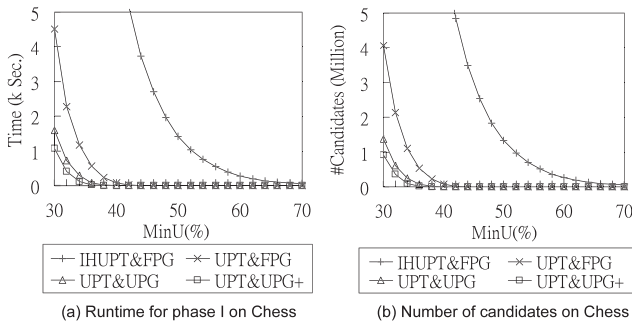 5
4
3
2
1
0
Time (k Sec.)
30 40 50 60 70
MinU(%)
IHUPT&FPG UPT&FPG
UPT&UPG UPT&UPG+
(a) Runtime for phase I on Chess
5
4
3
2
1
0
#Candidates (Million)
30 40 50 60 70
MinU(%)
IHUPT&FPG UPT&FPG
UPT&UPG UPT&UPG+
(b) Number of candidates on Chess